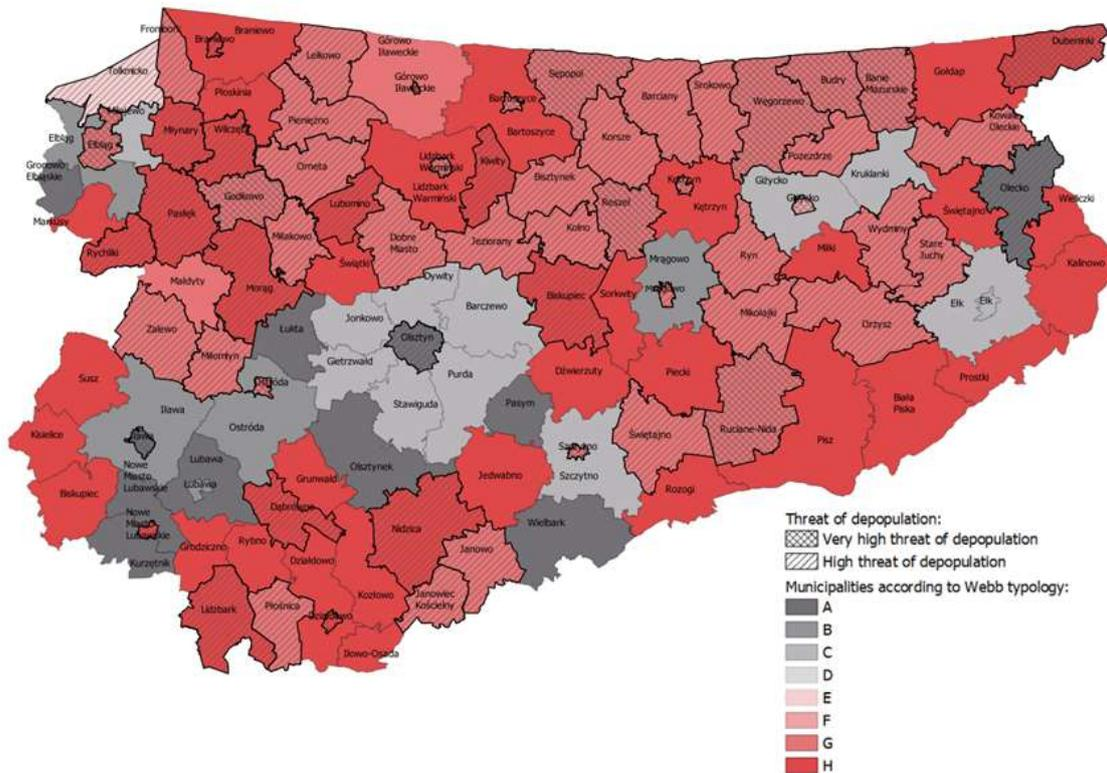 Frombork
Braniewo
Braniewo
Lelkowo
Górowo
Iławeckie
Górowo
Iławeckie
Tolkmicko
Płoskinia
Pieniężno
Sępopol
Bartoszyce
Bartoszyce
Barciany
Srokowo
Węgorzewo
Budry
Banie
Mazurskie
Gołdap
Dubeninki
Kowale
Oleckie
Milejewo
Elbląg
Elbląg
Gronowo
Elbląskie
Młynary
Wilczęta
Orneta
Lidzbark
Warmiński
Lidzbark
Warmiński
Kiwity
Bisztynek
Korsze
Reszel
Kętrzyn
Kętrzyn
Pozezdrze
Giżycko
Giżycko
Kruklanki
Olecko
Wieliczki
Świętajno
Markusy
Pasłęk
Godkowo
Lubomino
Rychliki
Miłakowo
Dobre
Miasto
Jeziorany
Kolno
Ryn
Miłki
Wydminy
Stare
Juchy
Kalinowo
Małdyty
Morąg
Świątki
Dywity
Barczewo
Biskupiec
Sorkwity
Mrągowo
Mrągowo
Mikołajki
Orzysz
Ełk
Ełk
Zalewo
Miłomłyn
Łukta
Jonkowo
Olsztyn
Gietrzwałd
Purda
Stawiguda
Dźwierzuty
Piecki
Prostki
Biała
Piska
Susz
Ostróda
Iława
Iława
Ostróda
Pasym
Świętajno
Ruciane-Nida
Pisz
Kisielice
Nowe
Miasto
Lubawskie
Lubawa
Lubawa
Olsztynek
Jedwabno
Szczytno
Szczytno
Rozogi
Biskupiec
Nowe
Miasto
Lubawskie
Grunwald
Dąbrówno
Nidzica
Wielbark
Kurzętnik
Grodziczno
Rybno
Działdowo
Janowo
Lidzbark
Płośnica
Działdowo
Kozłowo
Janowiec
Kościelny
Iłowo-Osada
Threat of depopulation:
Very high threat of depopulation
High threat of depopulation
Municipalities according to Webb typology:
A
B
C
D
E
F
G
H